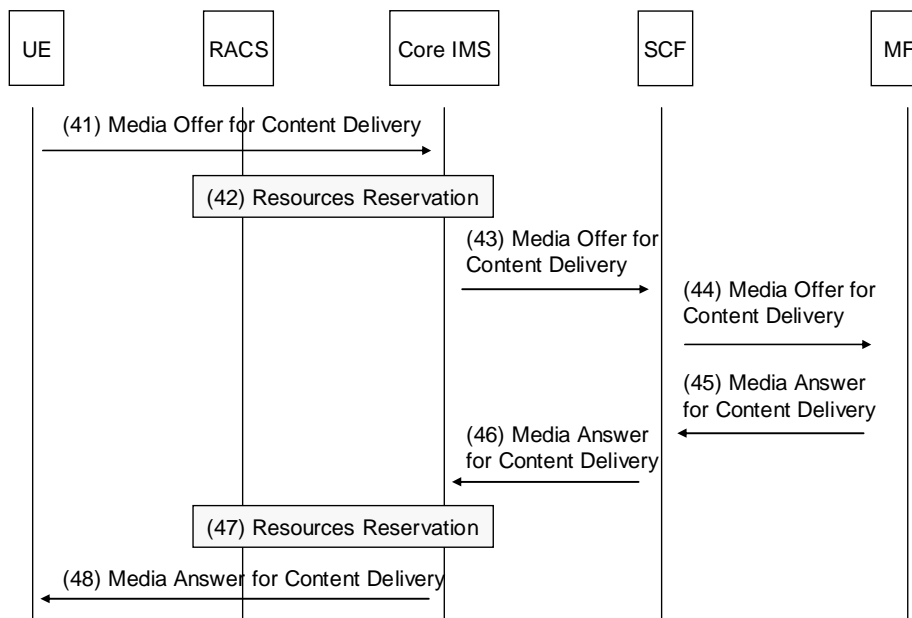 UE
RACS
Core IMS
SCF
MF
(41) Media Offer for Content Delivery
(42) Resources Reservation
(43) Media Offer for
Content Delivery
(44) Media Offer for
Content Delivery
(45) Media Answer
for Content Delivery
(46) Media Answer
for Content Delivery
(47) Resources Reservation
(48) Media Answer for Content Delivery